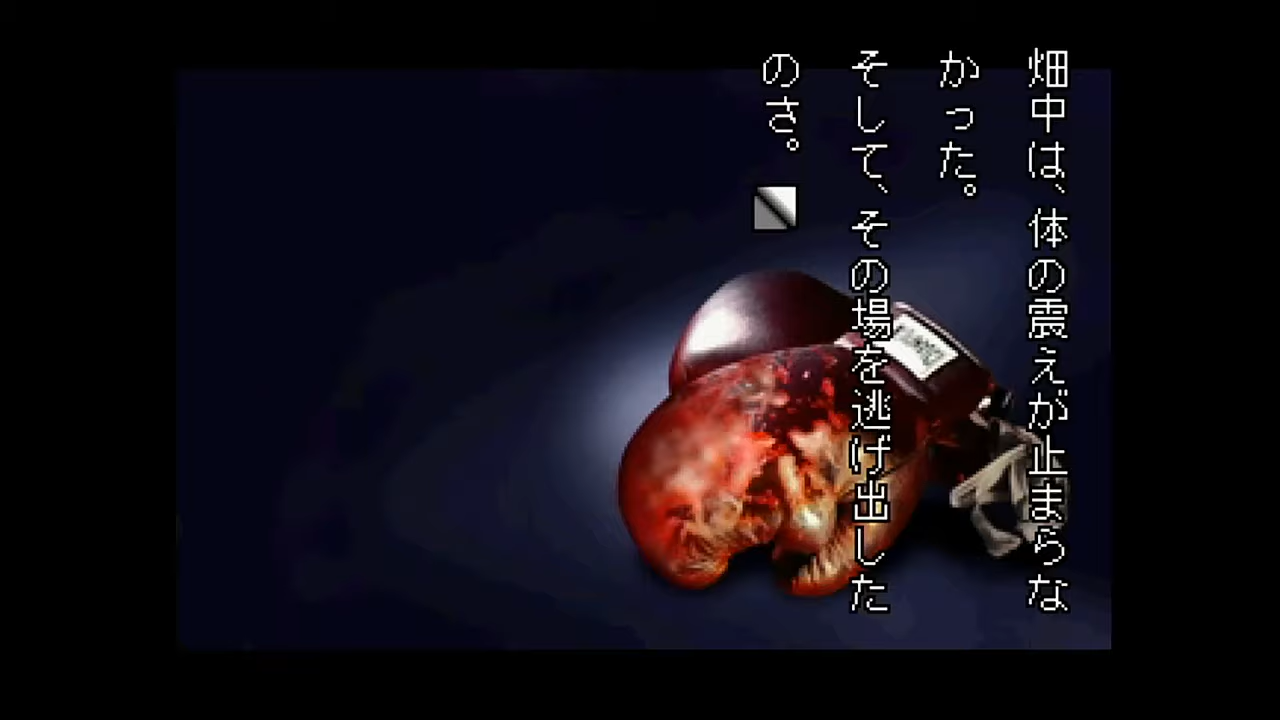 畑中は、体の震えが止まらな
かった。
そして、その場を逃げ出した
のさ。